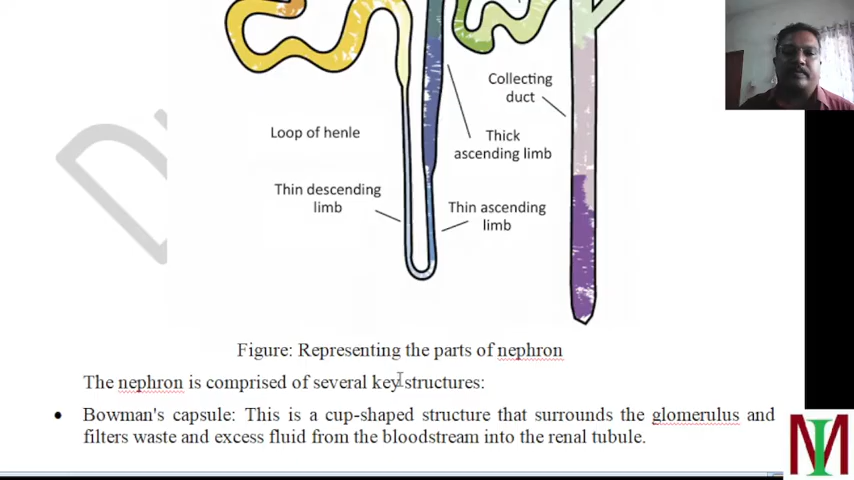 Collecting
duct
Loop of henle
Thick
ascending limb
Thin descending
limb
Thin ascending
limb
Figure: Representing the parts of nephron
The nephron is comprised of several key structures:
• Bowman's capsule: This is a cup-shaped structure that surrounds the glomerulus and
filters waste and excess fluid from the bloodstream into the renal tubule.